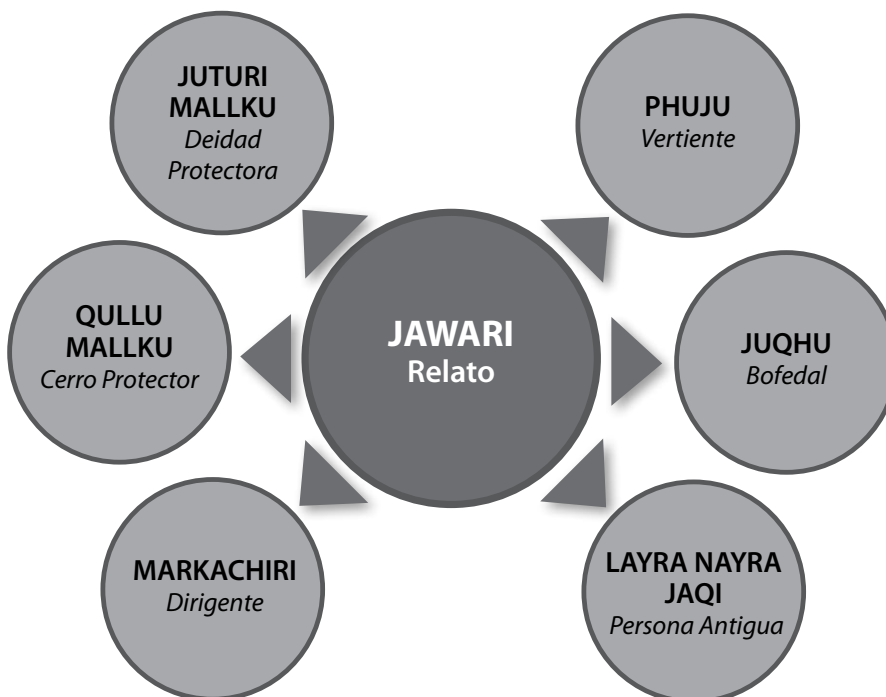 JUTURI
MALLKU
Deidad
Protectora
PHUJU
Vertiente
QULLU
MALLKU
Cerro Protector
JAWARI
Relato
JUQHU
Bofedal
MARKACHIRI
Dirigente
LAYRA NAYRA
JAQI
Persona Antigua